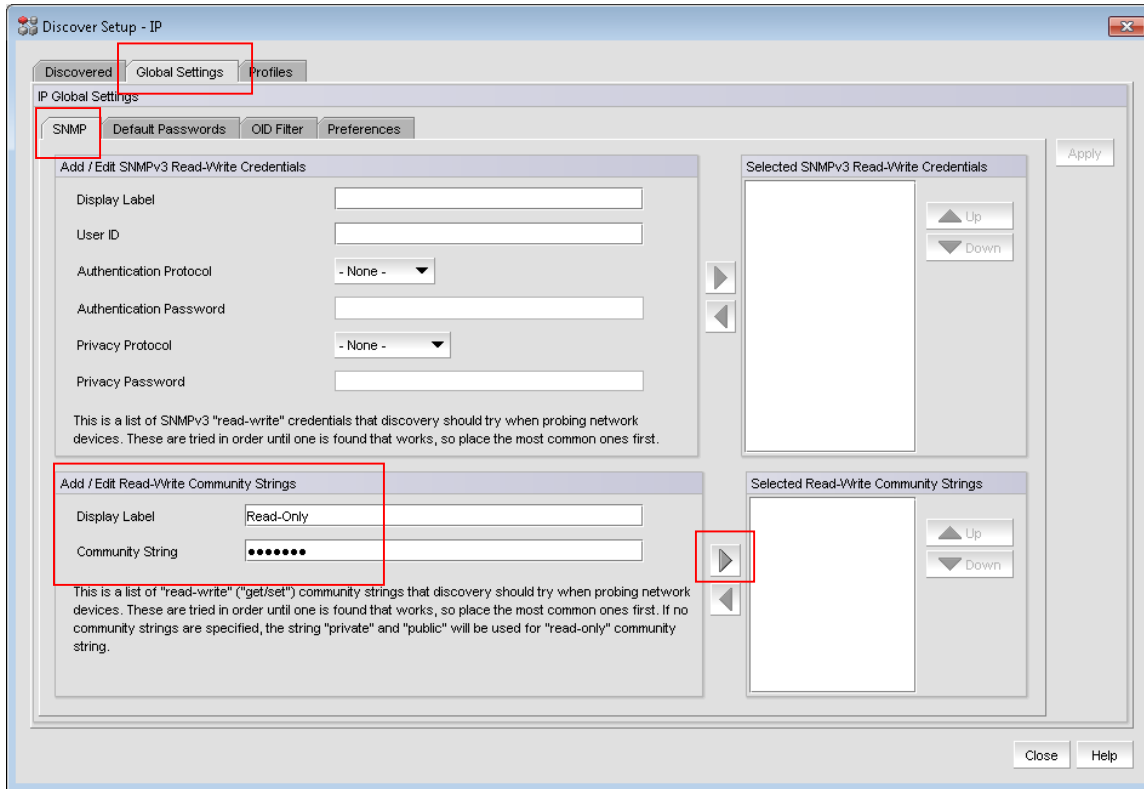 Discover Setup - IP
Discovered Global Settings Profiles
IP Global Settings
SNMP Default Passwords OID Filter Preferences
Apply
Add / Edit SNMPv3 Read-Write Credentials
Display Label
User ID
Authentication Protocol - None -
Authentication Password
Privacy Protocol - None -
Privacy Password
This is a list of SNMPv3 "read-write" credentials that discovery should try when probing network
devices. These are tried in order until one is found that works, so place the most common ones first.
Selected SNMPv3 Read-Write Credentials
Up
Down
Add / Edit Read-Write Community Strings
Display Label Read-Only
Community String •••••••
This is a list of "read-write" ("get/set") community strings that discovery should try when probing network
devices. These are tried in order until one is found that works, so place the most common ones first. If no
community strings are specified, the string "private" and "public" will be used for "read-only" community
string.
Selected Read-Write Community Strings
Up
Down
Close Help